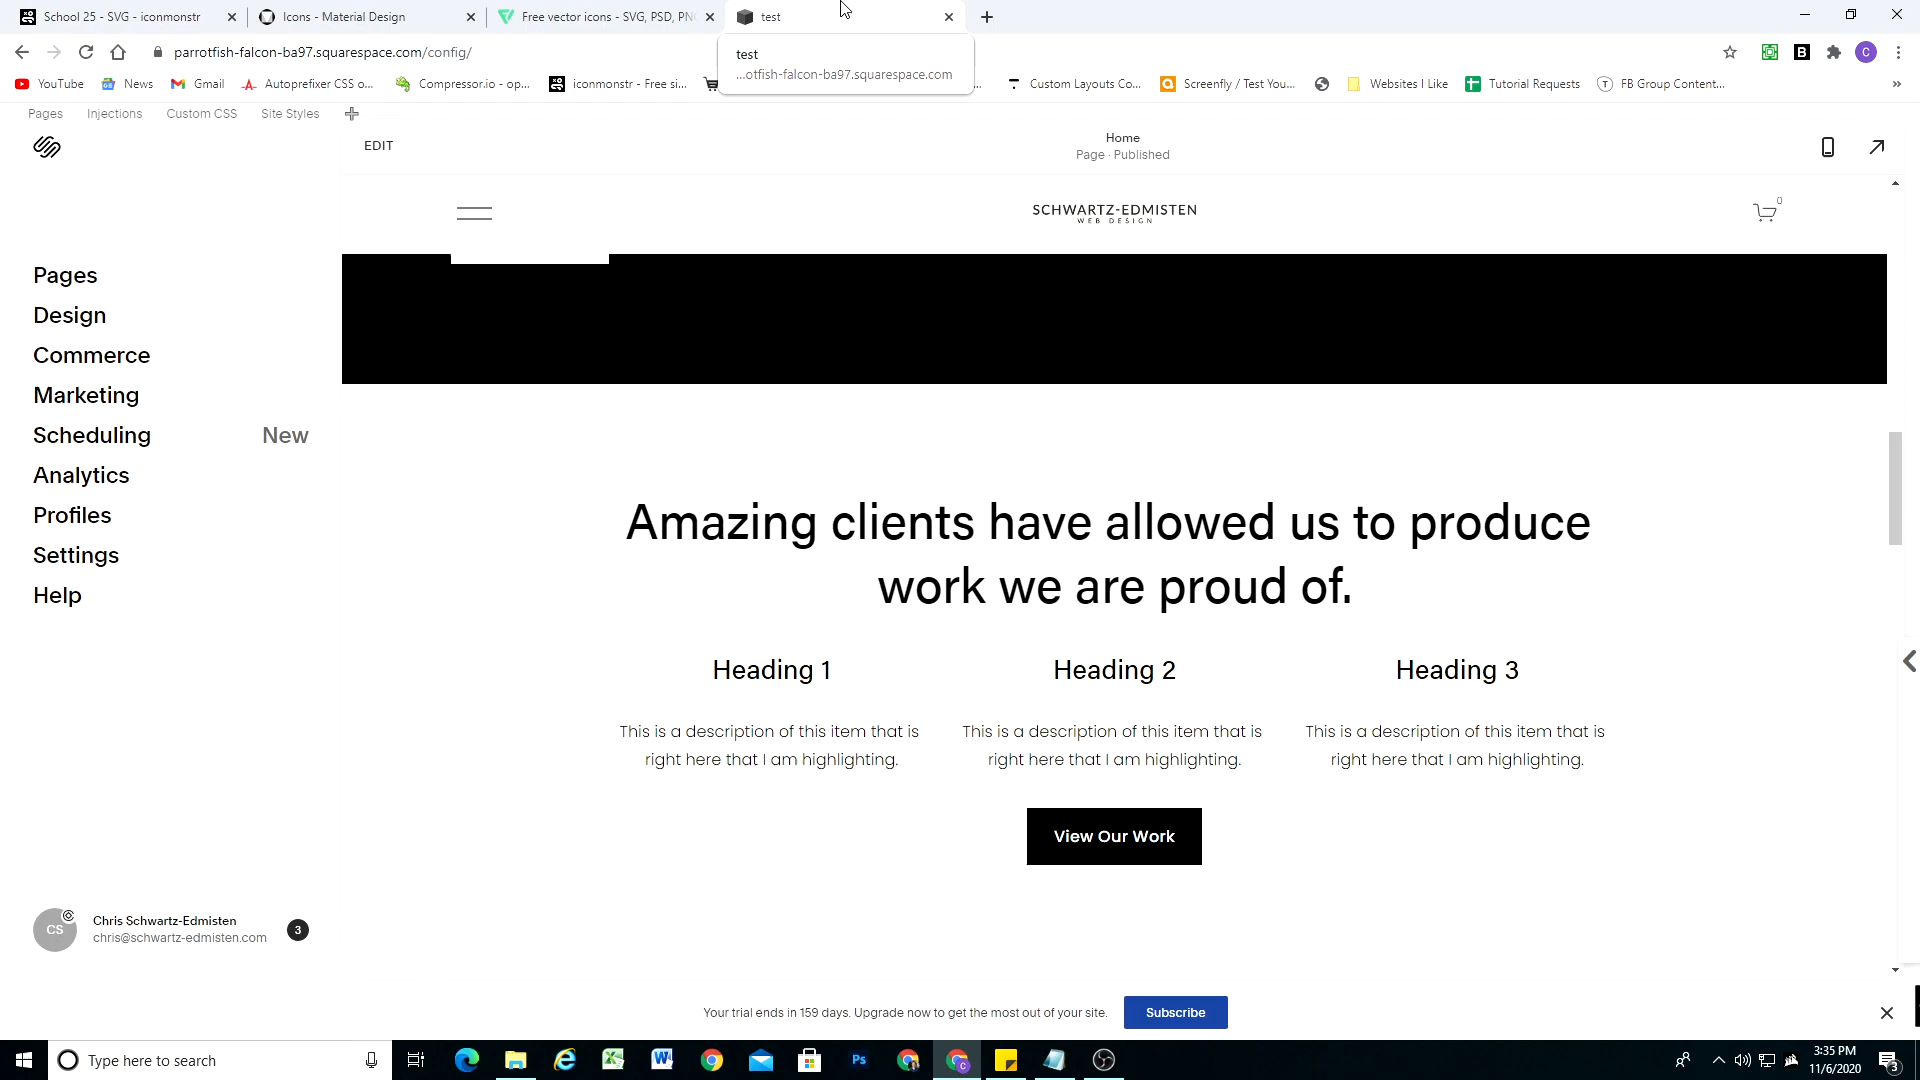 School 25 - SVG - iconmonstr
Icons - Material Design
Free vector icons - SVG, PSD, PN
test
parrotfish-falcon-ba97.squarespace.com/config/
test
...otfish-falcon-ba97.squarespace.com
YouTube
News
Gmail
Autoprefixer CSS o...
Compressor.io - op...
iconmonstr - Free si...
Custom Layouts Co...
Screenfly / Test You...
Websites I Like
Tutorial Requests
FB Group Content...
Pages
Injections
Custom CSS
Site Styles
EDIT
Home
Page · Published
SCHWARTZ-EDMISTEN
WEB DESIGN
0
Pages
Design
Commerce
Marketing
Scheduling New
Analytics
Profiles
Settings
Help
Amazing clients have allowed us to produce
work we are proud of.
Heading 1
Heading 2
Heading 3
This is a description of this item that is
right here that I am highlighting.
This is a description of this item that is
right here that I am highlighting.
This is a description of this item that is
right here that I am highlighting.
View Our Work
CS
Chris Schwartz-Edmisten
chris@schwartz-edmisten.com
3
Your trial ends in 159 days. Upgrade now to get the most out of your site.
Subscribe
Type here to search
3:35 PM
11/6/2020
3